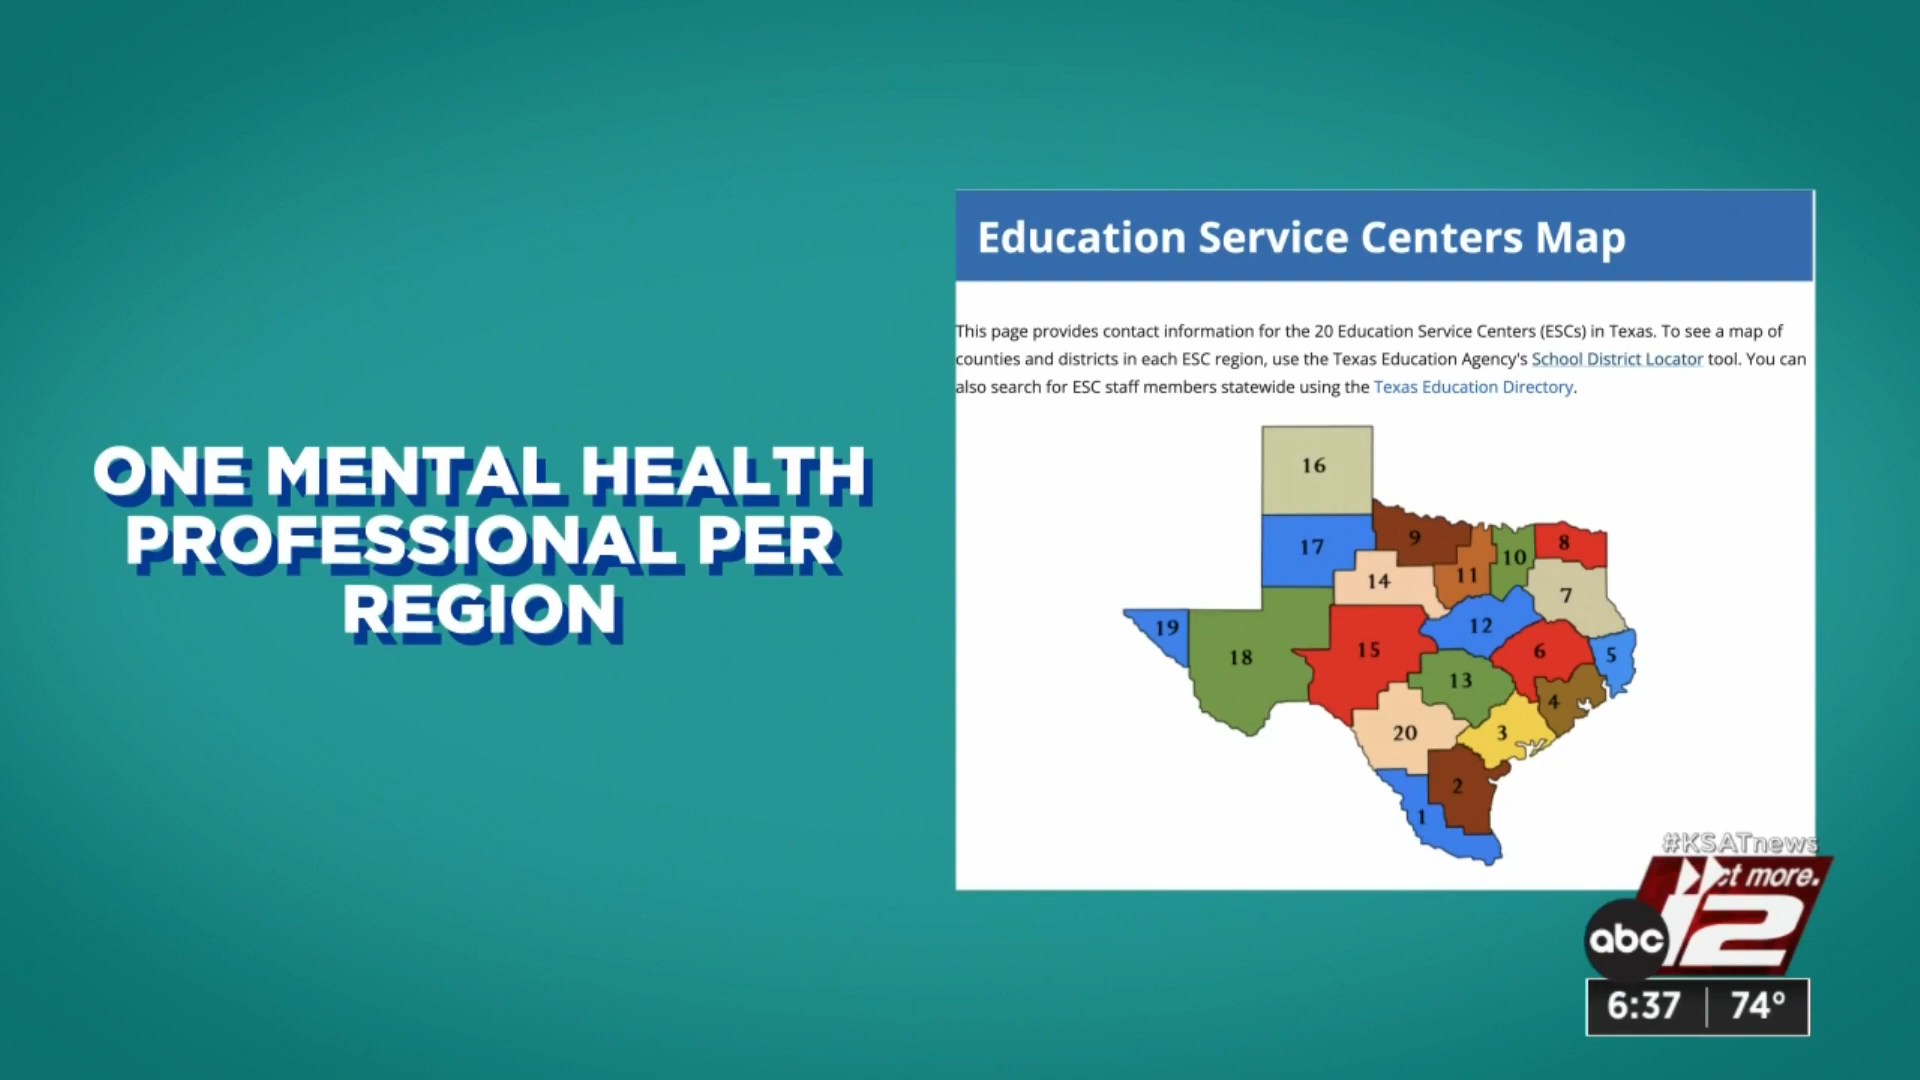 ONE MENTAL HEALTH
PROFESSIONAL PER
REGION
Education Service Centers Map
This page provides contact information for the 20 Education Service Centers (ESCs) in Texas. To see a map of
counties and districts in each ESC region, use the Texas Education Agency's School District Locator tool. You can
also search for ESC staff members statewide using the Texas Education Directory.
16
17
9
14
11
10
8
7
19
18
15
12
6
5
13
4
20
3
2
1
#KSATnews
ct more.
abc
12
6:37
74°